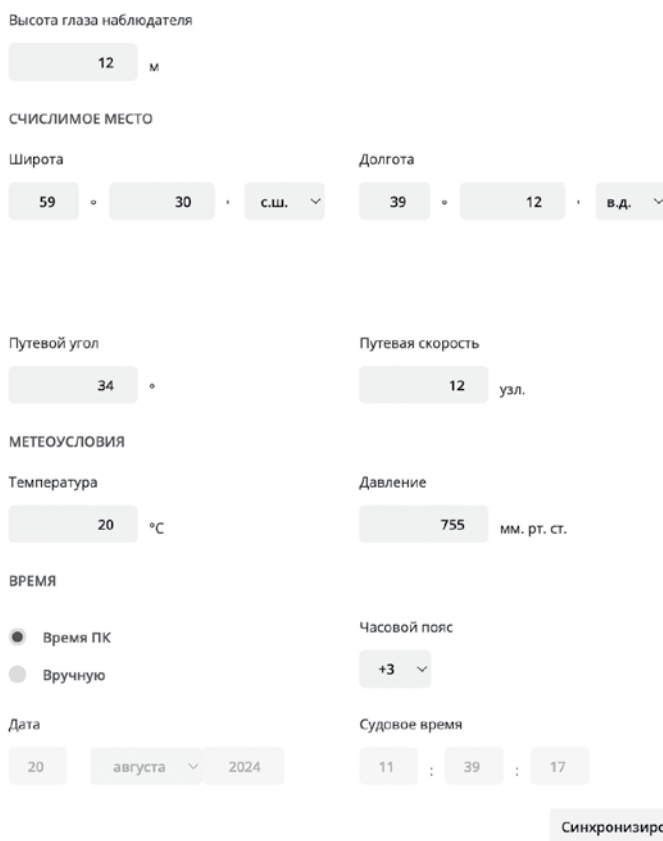 Высота глаза наблюдателя
12 м
СЧИСЛИМОЕ МЕСТО
Широта Долгота
59 ° 30 ' с.ш. 39 ° 12 ' в.д.
Путевой угол Путевая скорость
34 ° 12 узл.
МЕТЕОУСЛОВИЯ
Температура Давление
20 °C 755 мм. рт. ст.
ВРЕМЯ
Время ПК Часовой пояс
Вручную +3
Дата Судовое время
20 августа 2024 11 : 39 : 17
Синхронизиро